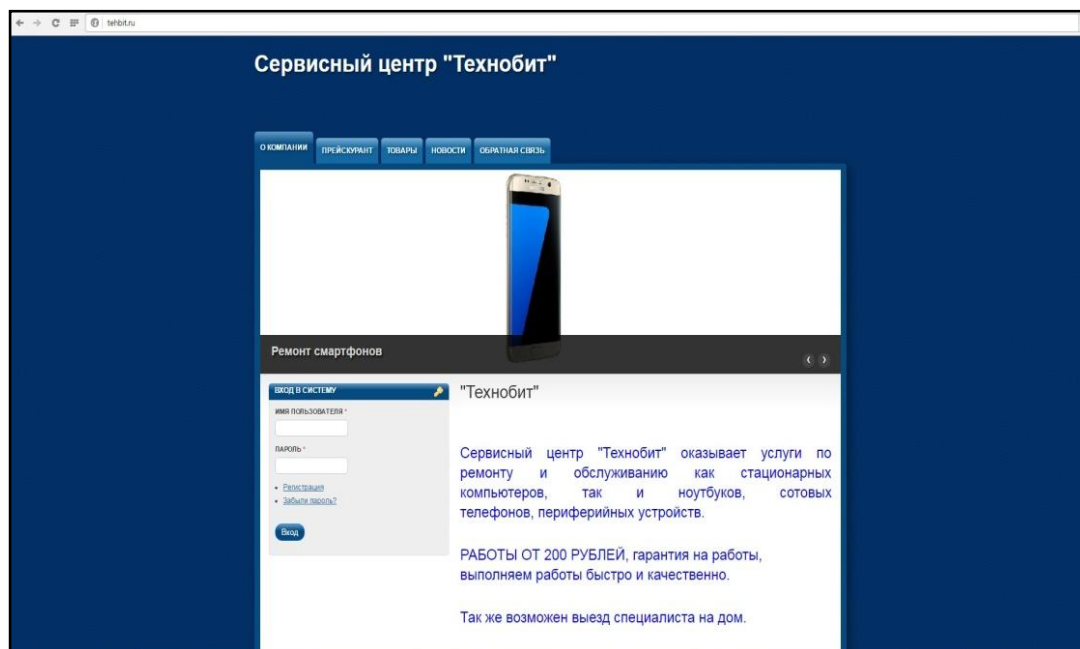 tehbit.ru
Сервисный центр "Технобит"
О КОМПАНИИ ПРЕЙСКУРАНТ ТОВАРЫ НОВОСТИ ОБРАТНАЯ СВЯЗЬ
Ремонт смартфонов
ВХОД В СИСТЕМУ
ИМЯ ПОЛЬЗОВАТЕЛЯ *
ПАРОЛЬ *
Регистрация
Забыли пароль?
Вход
"Технобит"
Сервисный центр "Технобит" оказывает услуги по
ремонту и обслуживанию как стационарных
компьютеров, так и ноутбуков, сотовых
телефонов, периферийных устройств.
РАБОТЫ ОТ 200 РУБЛЕЙ, гарантия на работы,
выполняем работы быстро и качественно.
Так же возможен выезд специалиста на дом.